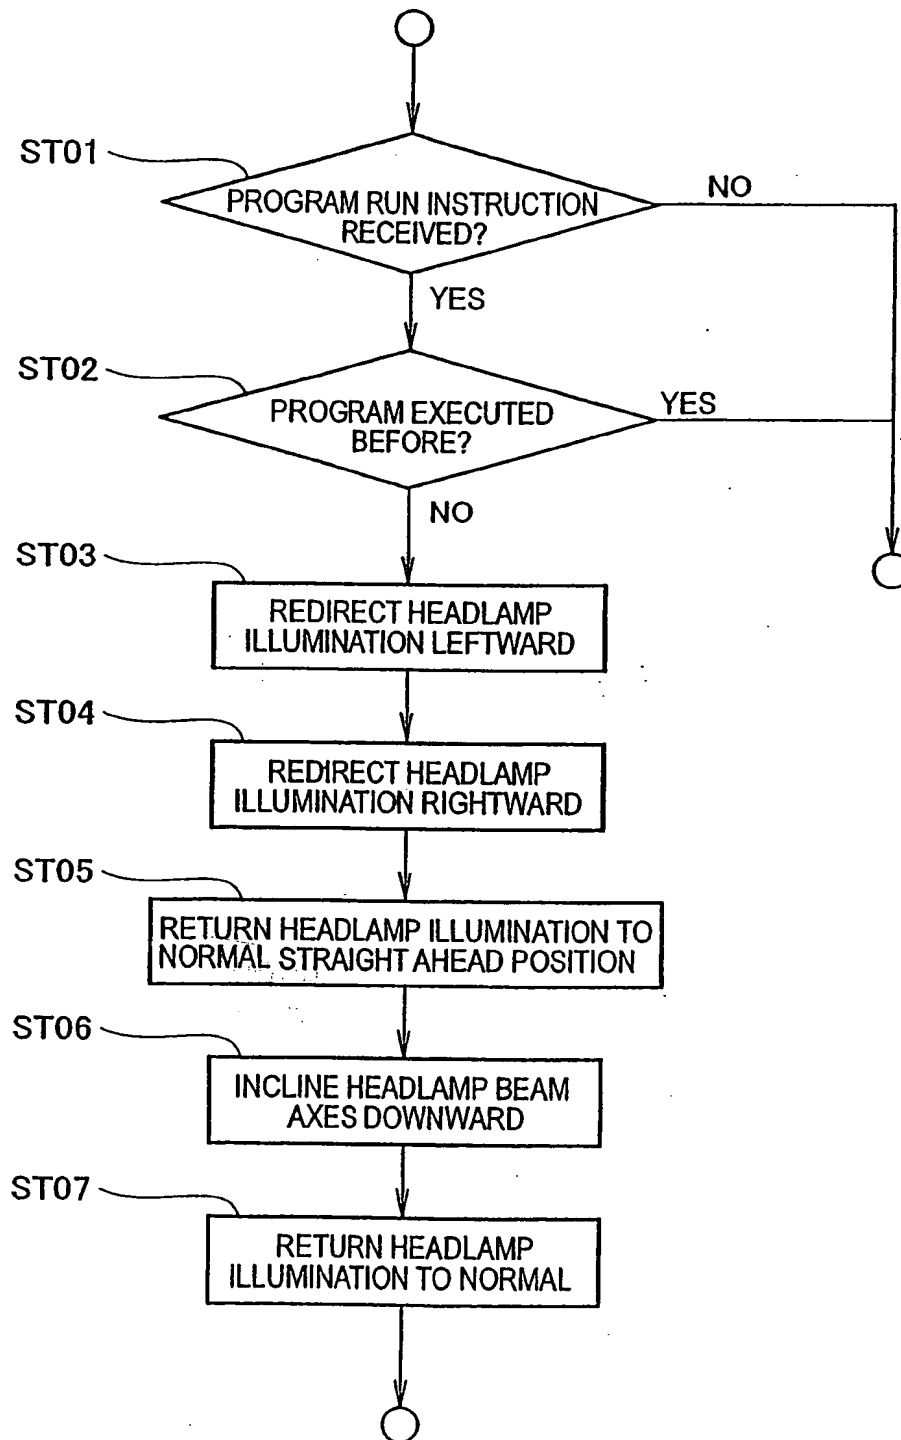 ST01
PROGRAM RUN INSTRUCTION
RECEIVED?
NO
YES
ST02
PROGRAM EXECUTED
BEFORE?
YES
NO
ST03
REDIRECT HEADLAMP
ILLUMINATION LEFTWARD
ST04
REDIRECT HEADLAMP
ILLUMINATION RIGHTWARD
ST05
RETURN HEADLAMP ILLUMINATION TO
NORMAL STRAIGHT AHEAD POSITION
ST06
INCLINE HEADLAMP BEAM
AXES DOWNWARD
ST07
RETURN HEADLAMP
ILLUMINATION TO NORMAL